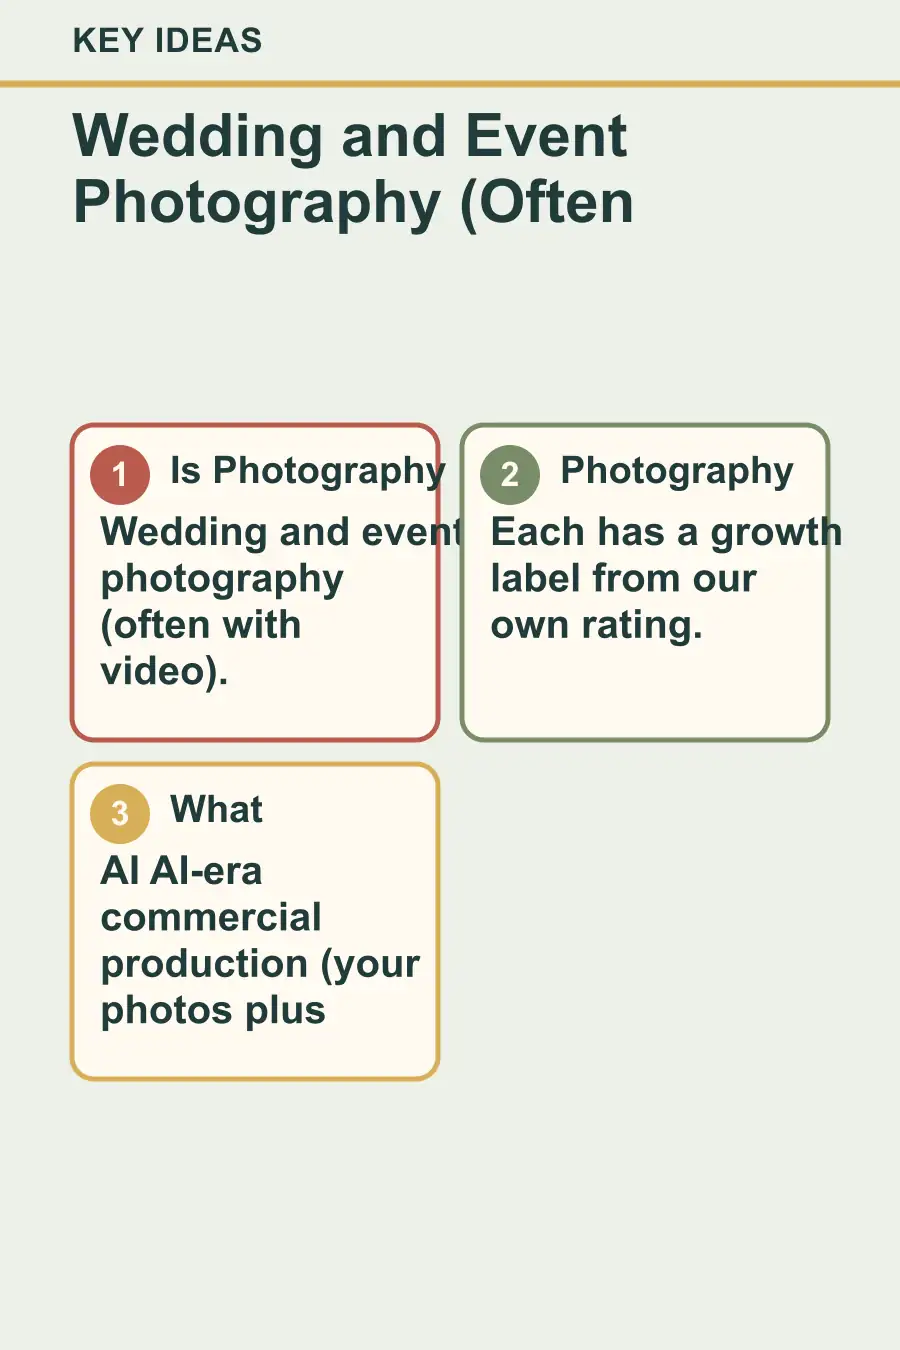 KEY IDEAS
Wedding and Event
Photography (Often
1 Is Photography
Wedding and event
photography
(often with
video).
2 Photography
Each has a growth
label from our
own rating.
3 What
AI AI-era
commercial
production (your
photos plus